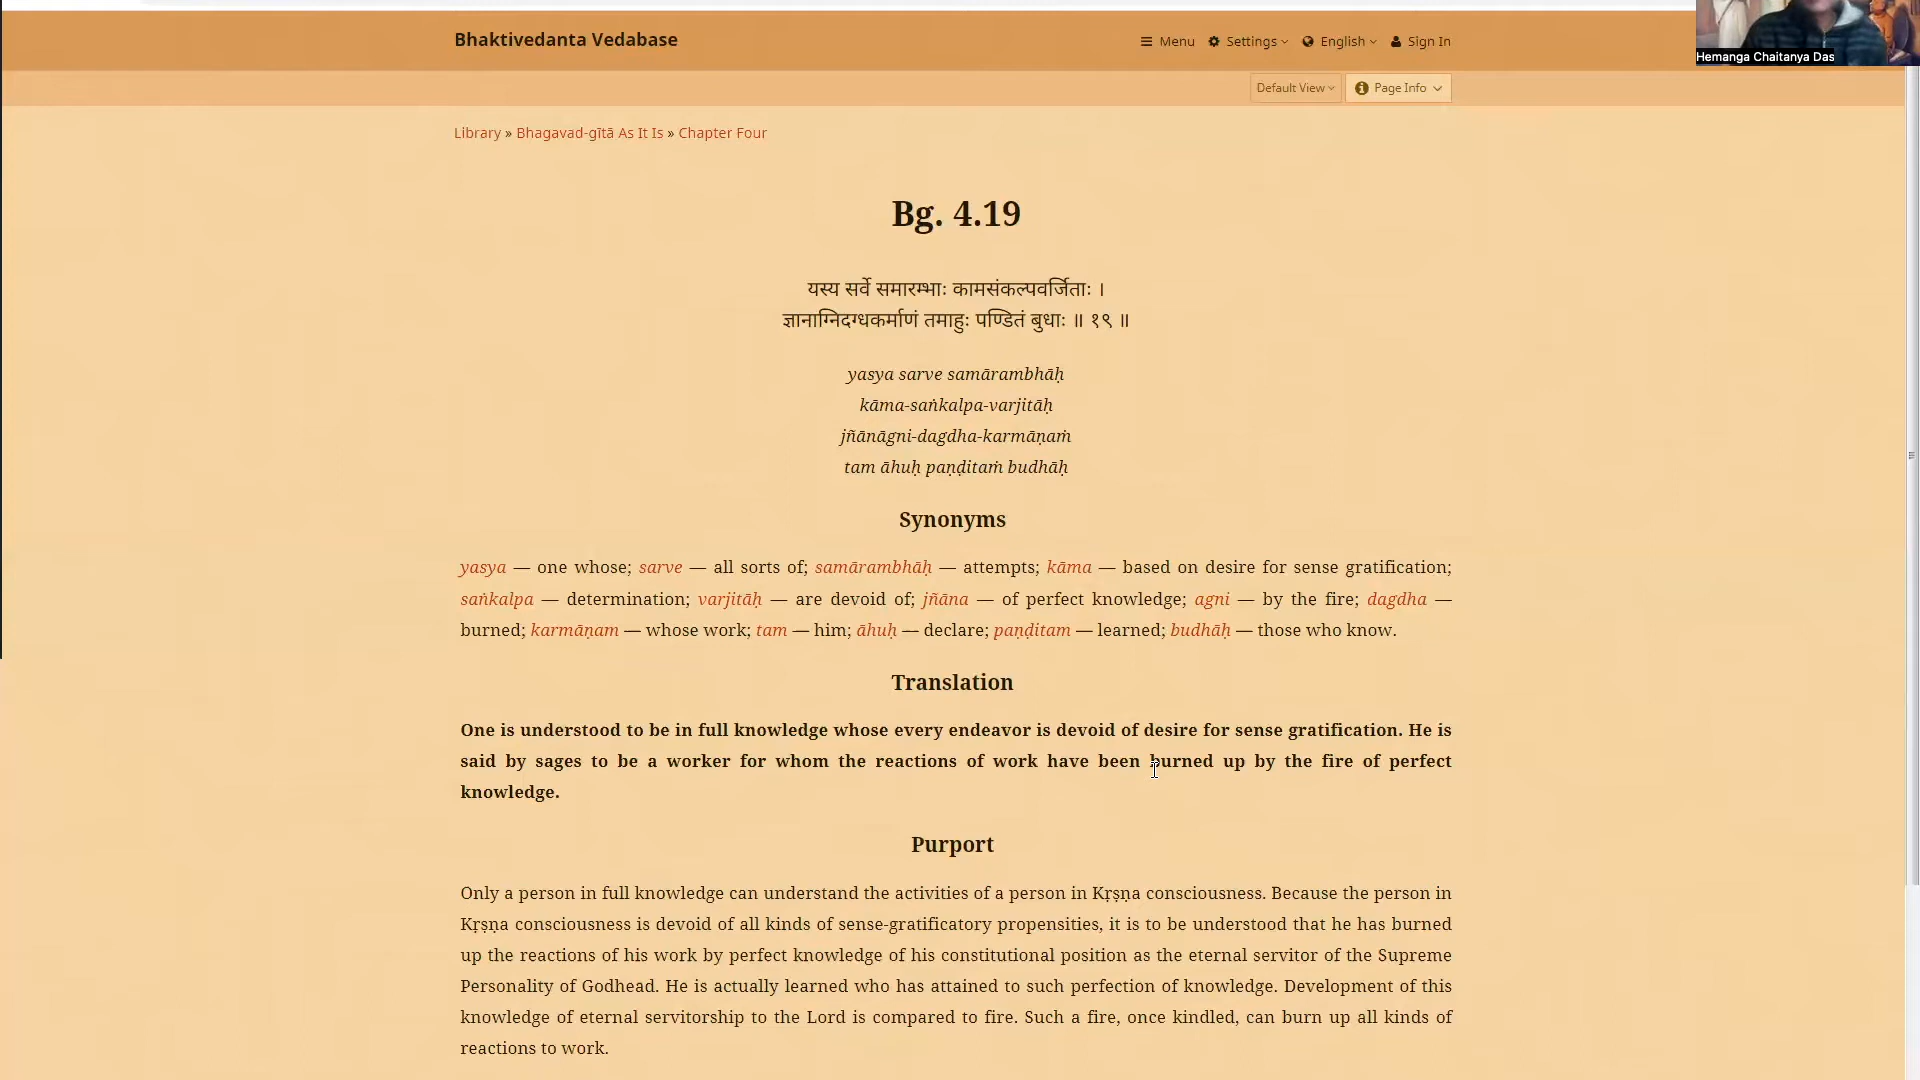 Bhaktivedanta Vedabase
Menu Settings English Sign In
Hemanga Chaitanya Das
Default View Page Info
Library » Bhagavad-gītā As It Is » Chapter Four
Bg. 4.19
यस्य सर्वे समारम्भाः कामसंकल्पवर्जिताः ।
ज्ञानाग्निदग्धकर्माणं तमाहुः पण्डितं बुधाः ॥ १९ ॥
yasya sarve samārambhāḥ
kāma-saṅkalpa-varjitāḥ
jñānāgni-dagdha-karmāṇaṁ
tam āhuḥ paṇḍitaṁ budhāḥ
Synonyms
yasya — one whose; sarve — all sorts of; samārambhāḥ — attempts; kāma — based on desire for sense gratification;
saṅkalpa — determination; varjitāḥ — are devoid of; jñāna — of perfect knowledge; agni — by the fire; dagdha —
burned; karmāṇam — whose work; tam — him; āhuḥ — declare; paṇḍitam — learned; budhāḥ — those who know.
Translation
One is understood to be in full knowledge whose every endeavor is devoid of desire for sense gratification. He is
said by sages to be a worker for whom the reactions of work have been burned up by the fire of perfect
knowledge.
Purport
Only a person in full knowledge can understand the activities of a person in Kṛṣṇa consciousness. Because the person in
Kṛṣṇa consciousness is devoid of all kinds of sense-gratificatory propensities, it is to be understood that he has burned
up the reactions of his work by perfect knowledge of his constitutional position as the eternal servitor of the Supreme
Personality of Godhead. He is actually learned who has attained to such perfection of knowledge. Development of this
knowledge of eternal servitorship to the Lord is compared to fire. Such a fire, once kindled, can burn up all kinds of
reactions to work.